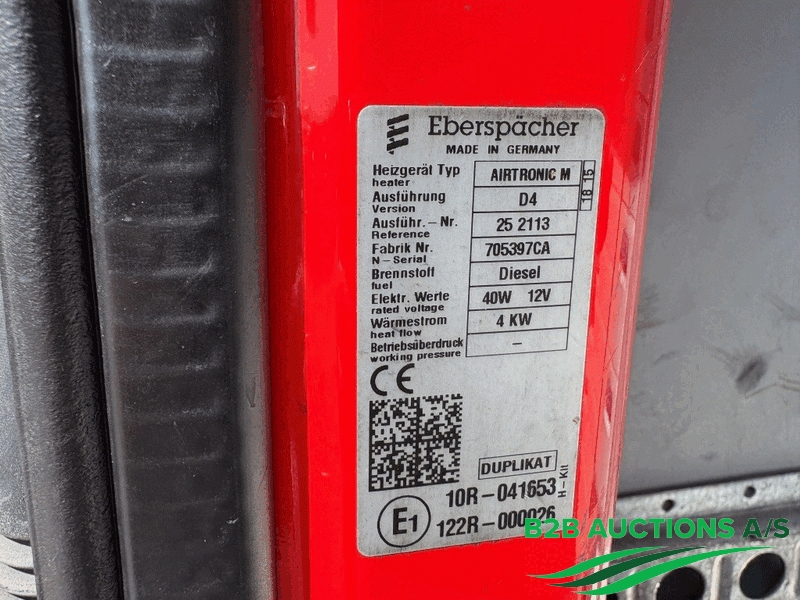 Eberspächer
MADE IN GERMANY
Heizgerät Typ AIRTRONIC M
heater
18 15
Ausführung D4
Version
Ausführ.-Nr. 25 2113
Reference
Fabrik Nr. 705397CA
N-Serial
Brennstoff Diesel
fuel
Elektr. Werte 40W 12V
rated voltage
Wärmestrom 4 KW
heat flow
Betriebsüberdruck –
working pressure
CE
DUPLIKAT
H-Kit
E1 10R-041653
122R-000026
B2B AUCTIONS A/S